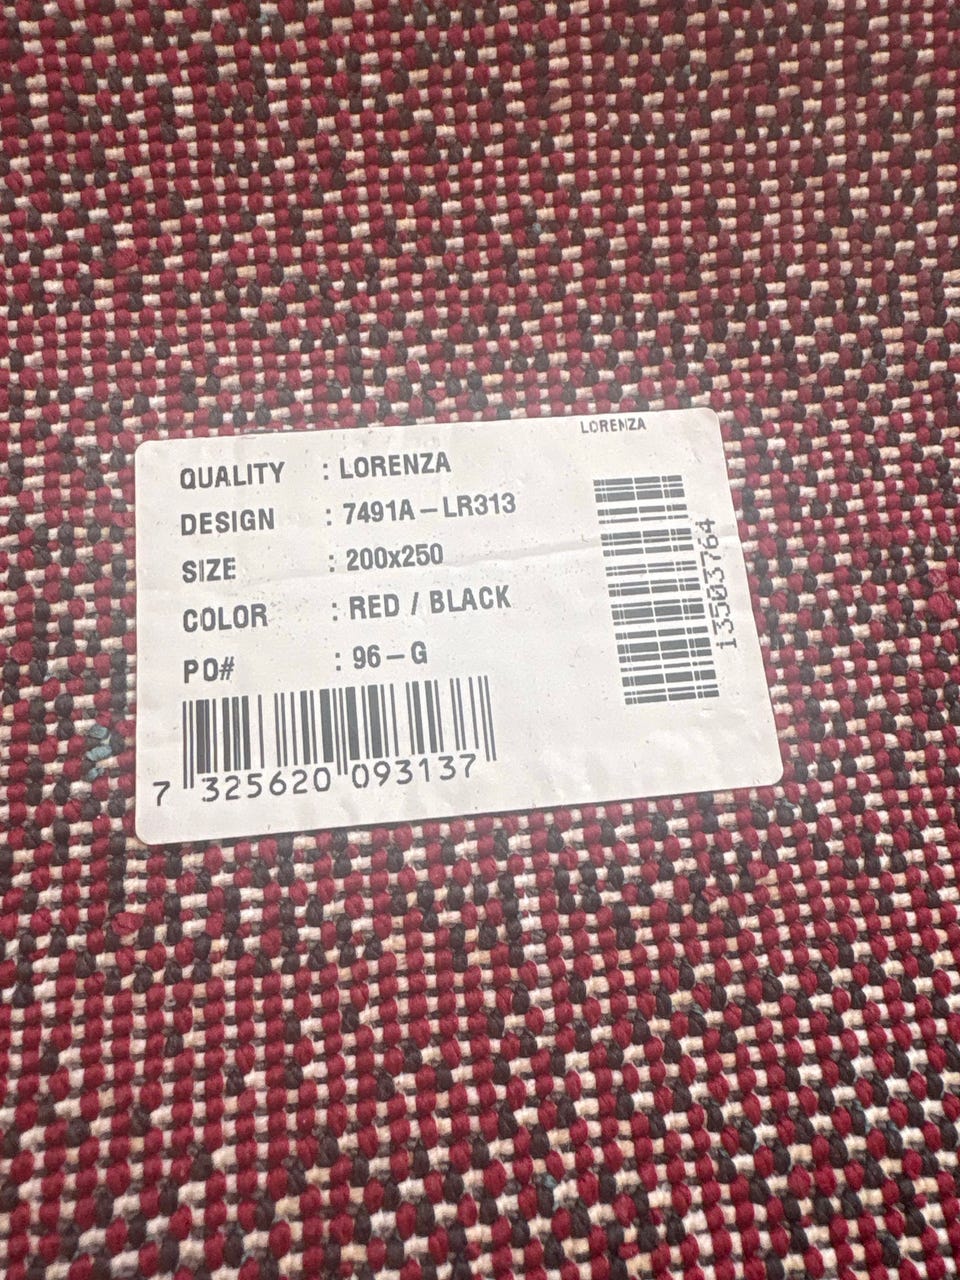 LORENZA
QUALITY : LORENZA
DESIGN : 7491A – LR313
SIZE : 200x250
COLOR : RED / BLACK
PO# : 96 – G
13503764
7 325620 093137